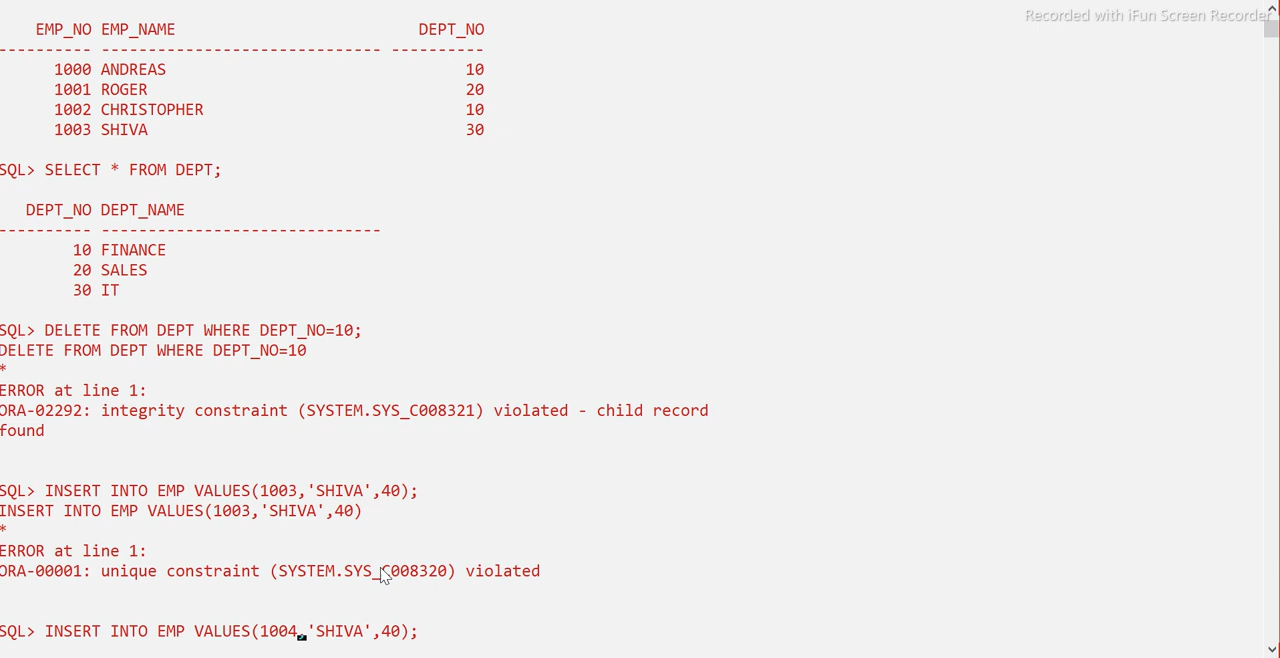 Recorded with iFun Screen Recorder
EMP_NO EMP_NAME DEPT_NO
---------- ------------------------------ ----------
1000 ANDREAS 10
1001 ROGER 20
1002 CHRISTOPHER 10
1003 SHIVA 30
SQL> SELECT * FROM DEPT;
DEPT_NO DEPT_NAME
---------- ------------------------------
10 FINANCE
20 SALES
30 IT
SQL> DELETE FROM DEPT WHERE DEPT_NO=10;
DELETE FROM DEPT WHERE DEPT_NO=10
*
ERROR at line 1:
ORA-02292: integrity constraint (SYSTEM.SYS_C008321) violated - child record
found
SQL> INSERT INTO EMP VALUES(1003,'SHIVA',40);
INSERT INTO EMP VALUES(1003,'SHIVA',40)
*
ERROR at line 1:
ORA-00001: unique constraint (SYSTEM.SYS_C008320) violated
SQL> INSERT INTO EMP VALUES(1004,'SHIVA',40);